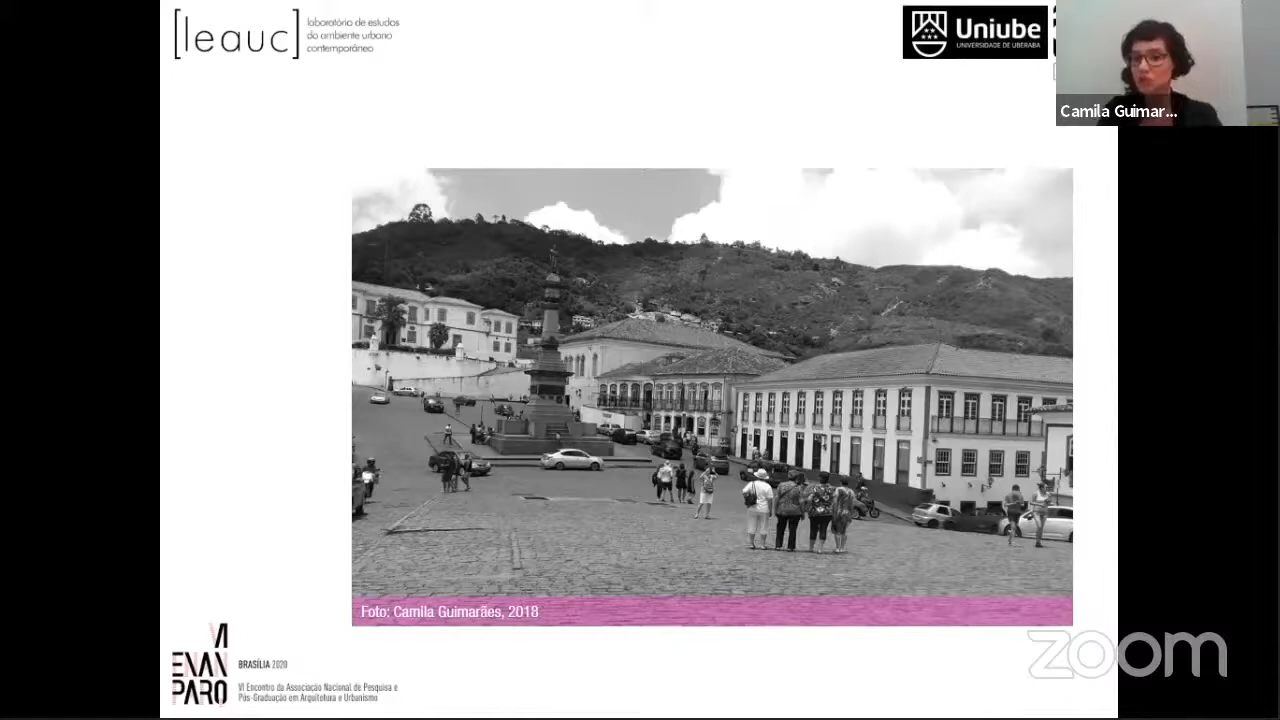 [leauc]
laboratório de estudos
do ambiente urbano
contemporâneo
Uniube
UNIVERSIDADE DE UBERABA
Camila Guimar...
Foto: Camila Guimarães, 2018
VI
ENAN
PARQ
BRASÍLIA 2020
VI Encontro da Associação Nacional de Pesquisa e
Pós-Graduação em Arquitetura e Urbanismo
zoom